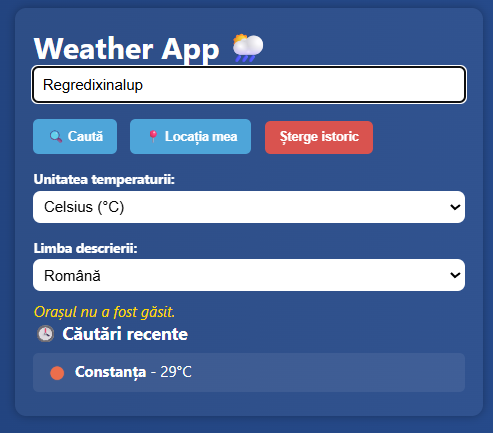 Weather App
Regredixinalup
Caută Locația mea Șterge istoric
Unitatea temperaturii:
Celsius (°C)
Limba descrierii:
Română
Orașul nu a fost găsit.
Căutări recente
Constanța - 29°C